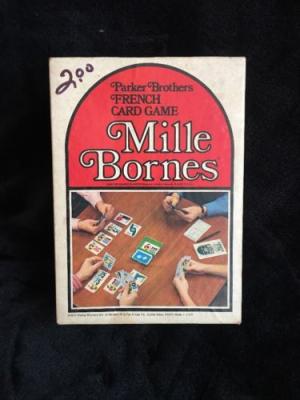 2.00
Parker Brothers
FRENCH
CARD GAME
Mille
Bornes